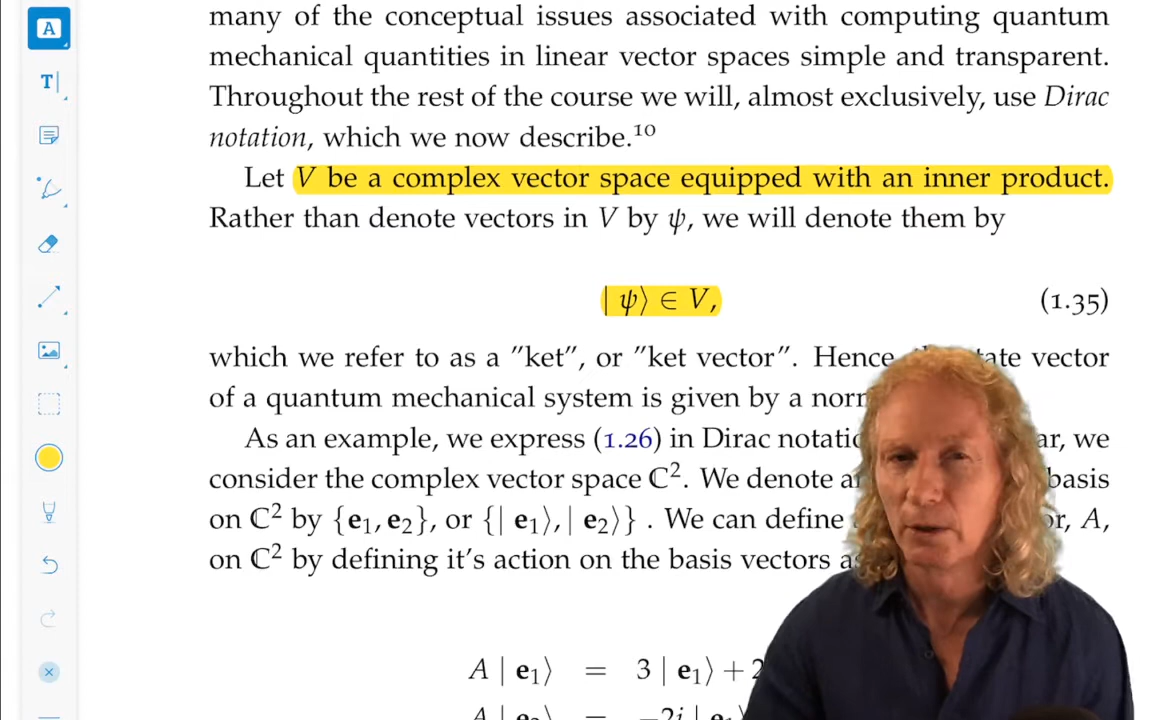 many of the conceptual issues associated with computing quantum
mechanical quantities in linear vector spaces simple and transparent.
Throughout the rest of the course we will, almost exclusively, use Dirac
notation, which we now describe.¹⁰
Let V be a complex vector space equipped with an inner product.
Rather than denote vectors in V by ψ, we will denote them by
| ψ⟩ ∈ V, (1.35)
which we refer to as a ”ket”, or ”ket vector”. Hence vector
of a quantum mechanical system is given by a
As an example, we express (1.26) in Dirac we
consider the complex vector space ℂ². We denote basis
on ℂ² by {e₁, e₂}, or {| e₁⟩, | e₂⟩} . We can define A,
on ℂ² by defining it's action on the basis vectors
A | e₁⟩ = 3 | e₁⟩ + 2